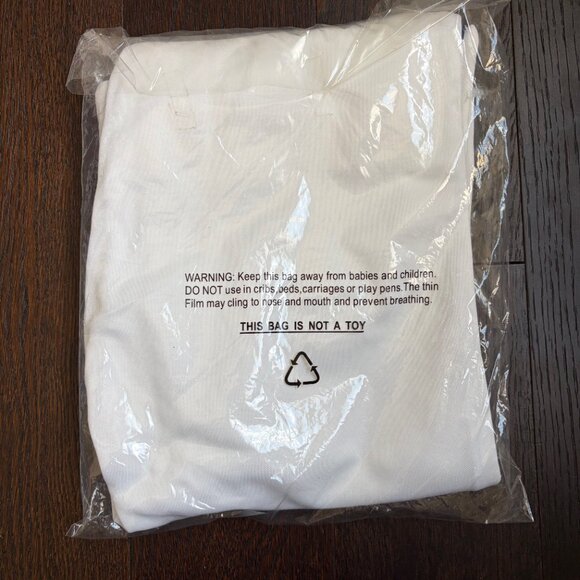 WARNING: Keep this bag away from babies and children.
DO NOT use in cribs,beds,carriages or play pens.The thin
Film may cling to nose and mouth and prevent breathing.
THIS BAG IS NOT A TOY